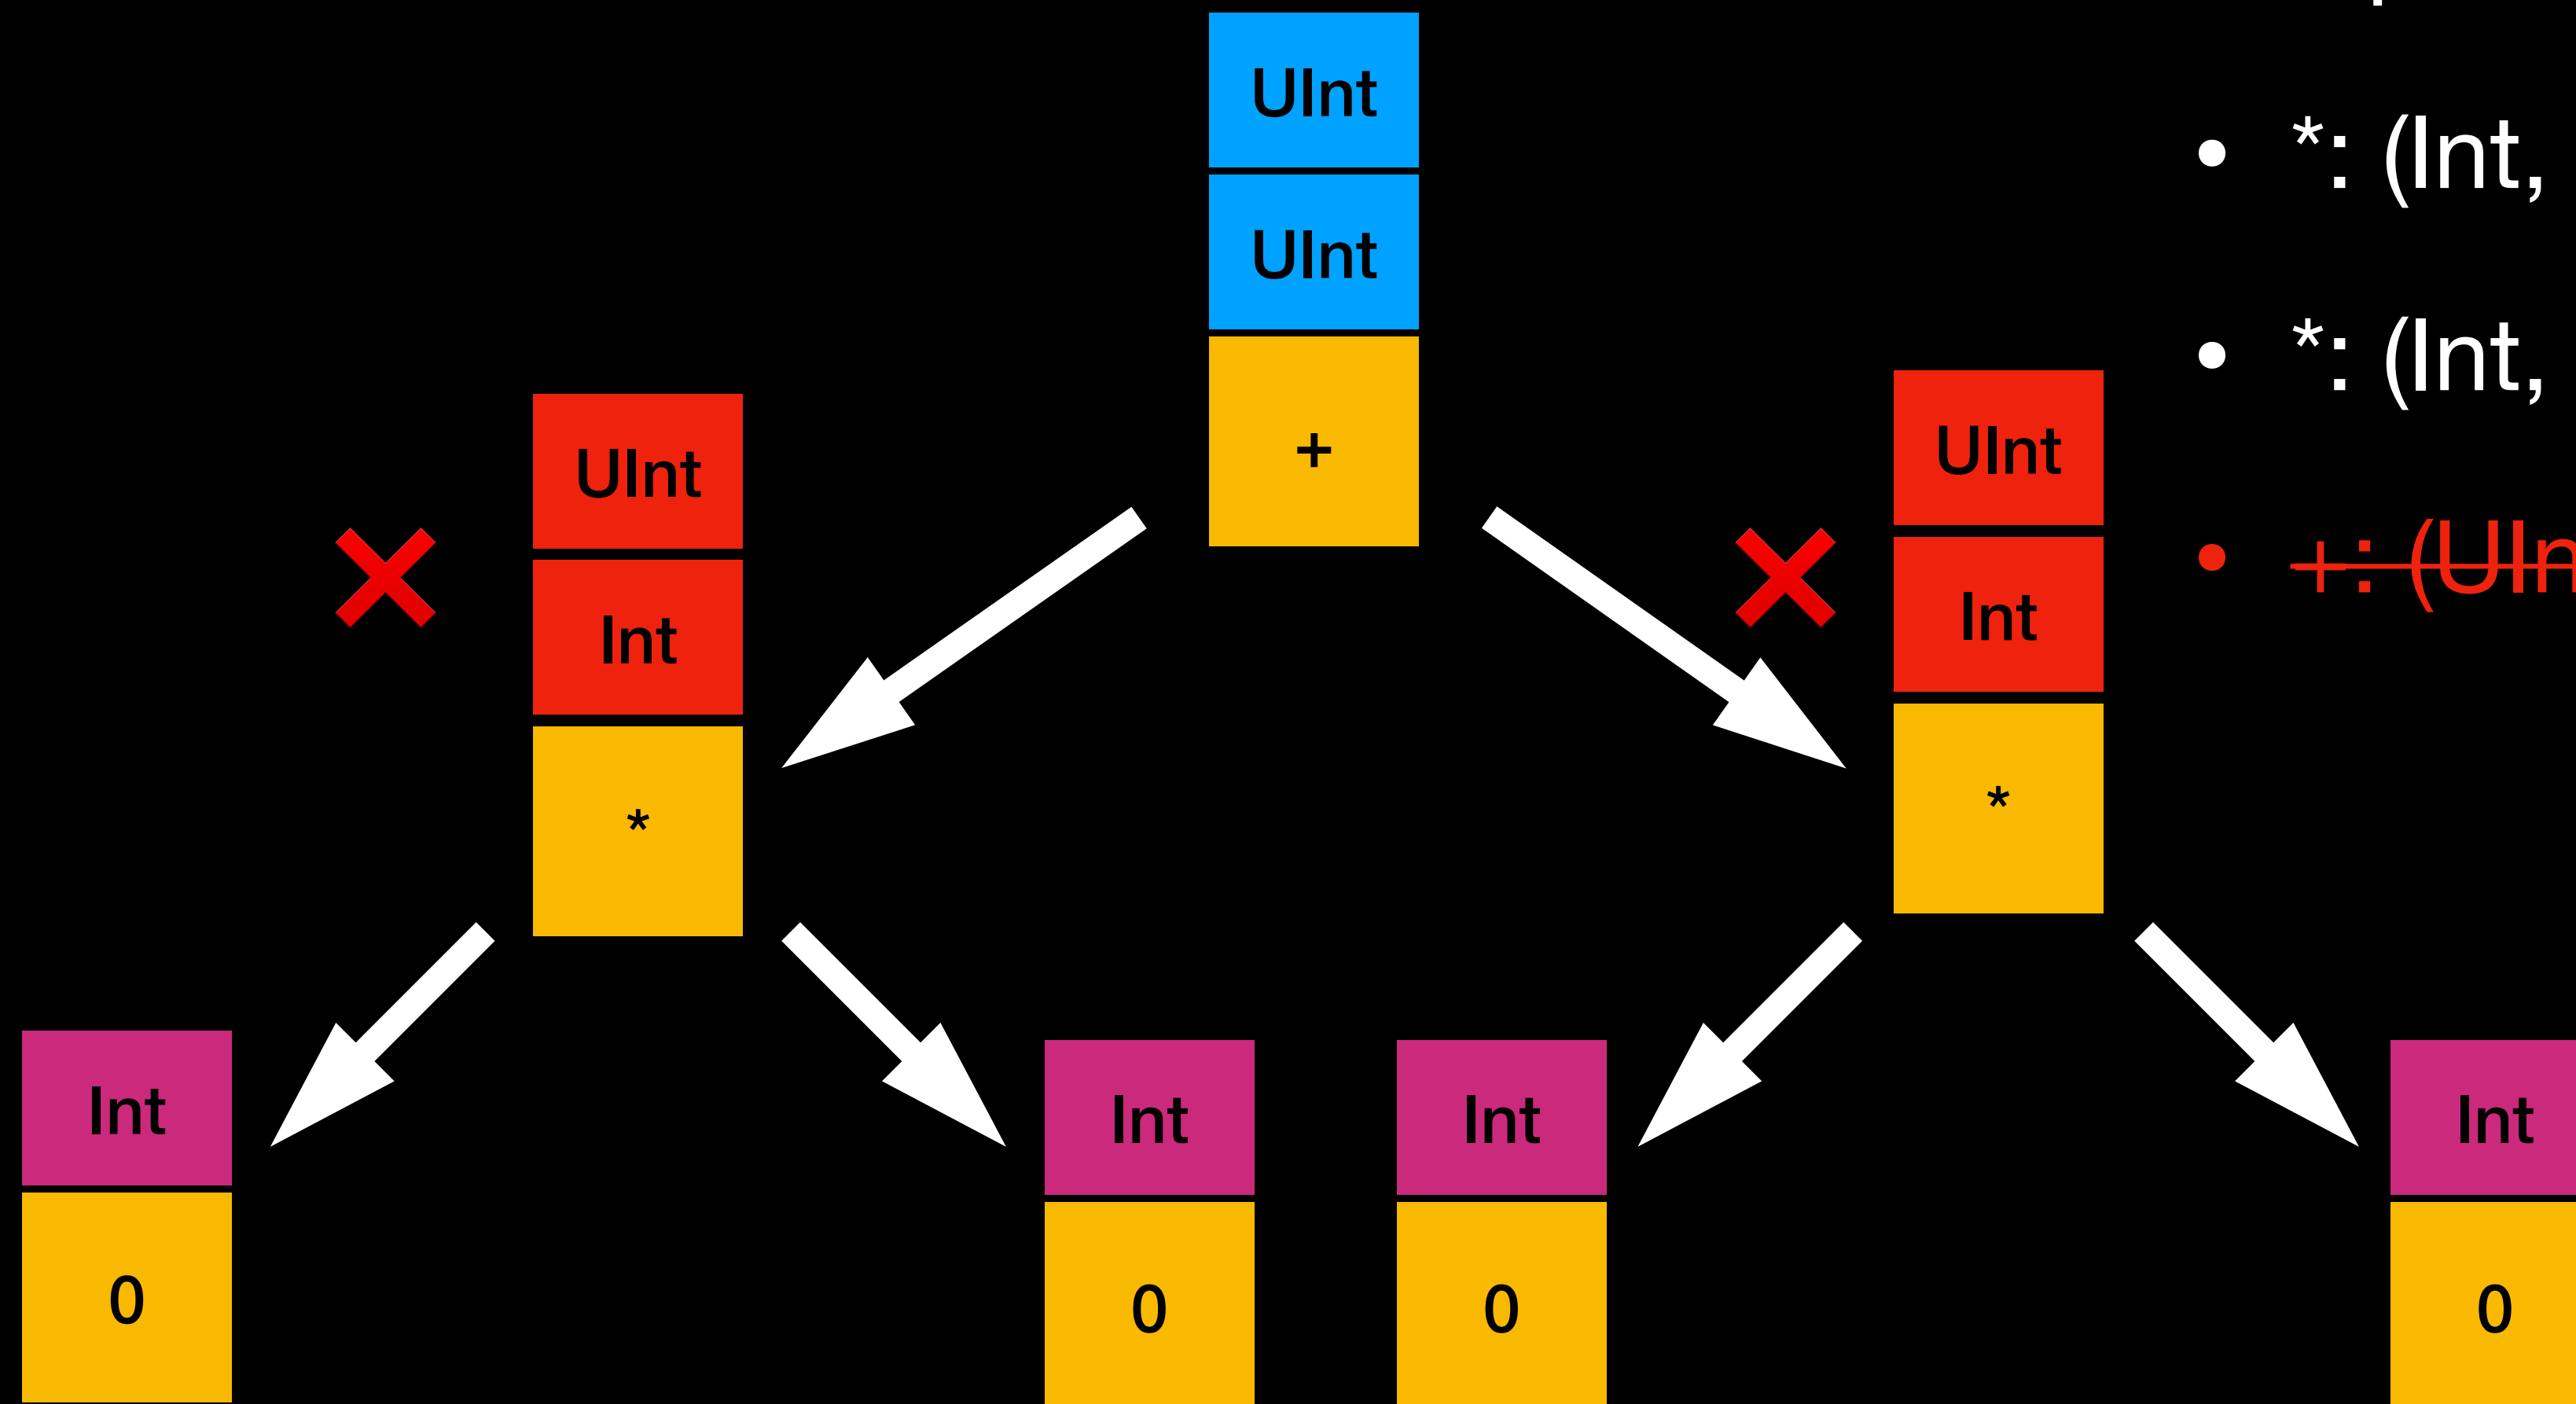 UInt
UInt
+
UInt
Int
*
UInt
Int
*
Int
0
Int
0
Int
0
Int
0
• *: (Int,
• *: (Int,
• +: (UIn